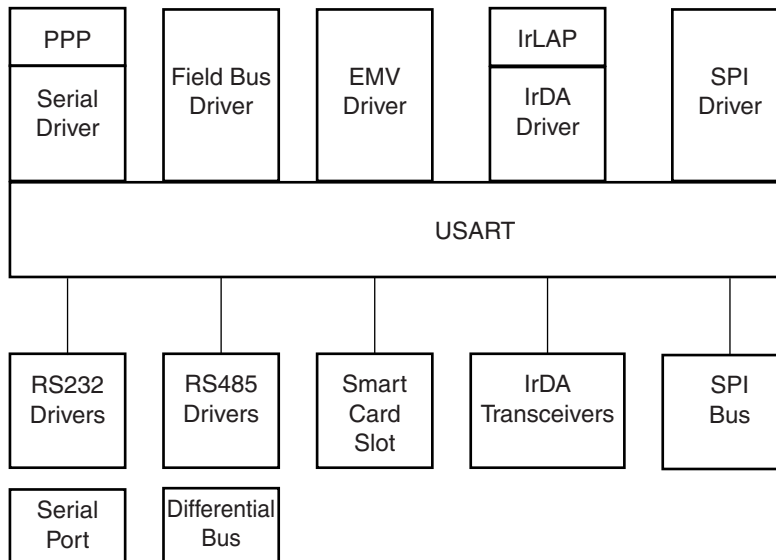 PPP
Serial
Driver
Field Bus
Driver
EMV
Driver
IrLAP
IrDA
Driver
SPI
Driver
USART
RS232
Drivers
RS485
Drivers
Smart
Card
Slot
IrDA
Transceivers
SPI
Bus
Serial
Port
Differential
Bus